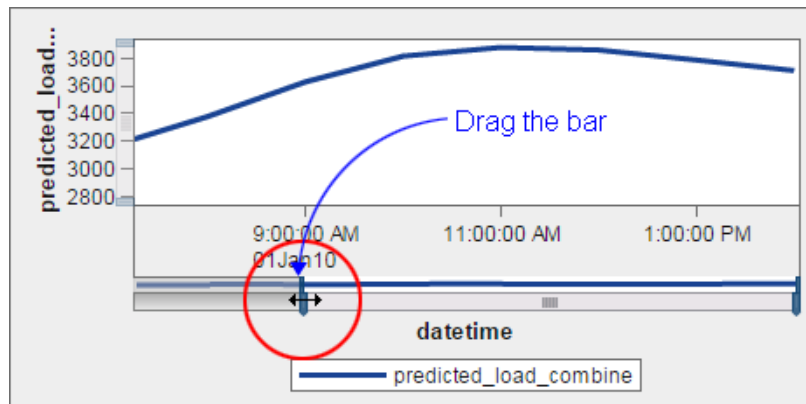 predicted_load...
3800
3600
3400
3200
3000
2800
Drag the bar
9:00:00 AM 11:00:00 AM 1:00:00 PM
01Jan10
datetime
predicted_load_combine